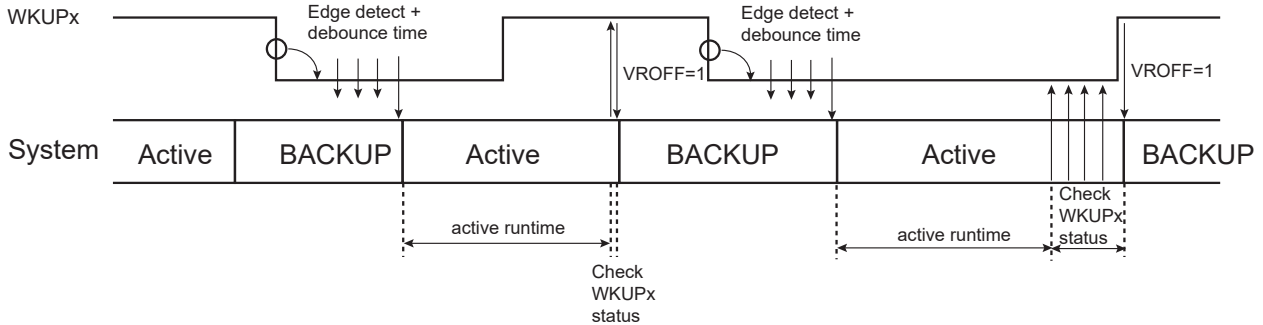 WKUPx
Edge detect +
debounce time
VROFF=1
Edge detect +
debounce time
VROFF=1
System
Active
BACKUP
Active
BACKUP
Active
BACKUP
active runtime
Check
WKUPx
status
active runtime
Check
WKUPx
status